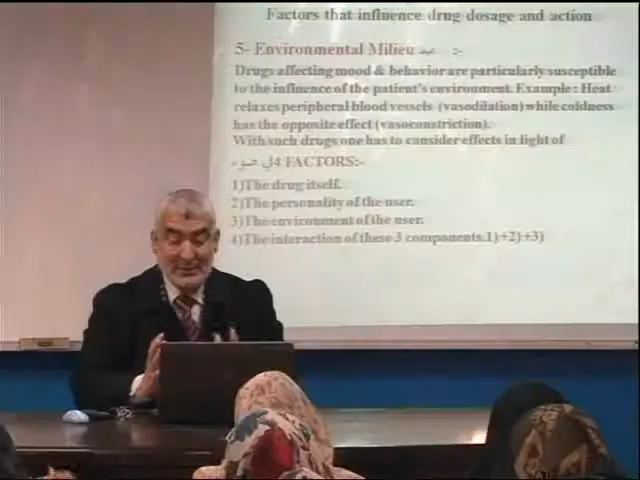 Factors that influence drug dosage and action
5- Environmental Milieu :-
Drugs affecting mood & behavior are particularly susceptible
to the influence of the patient's environment. Example : Heat
relaxes peripheral blood vessels (vasodilation) while coldness
has the opposite effect (vasoconstriction).
With such drugs one has to consider effects in light of
4 FACTORS:-
1)The drug itself.
2)The personality of the user.
3)The environment of the user.
4)The interaction of these 3 components.1)+2)+3)